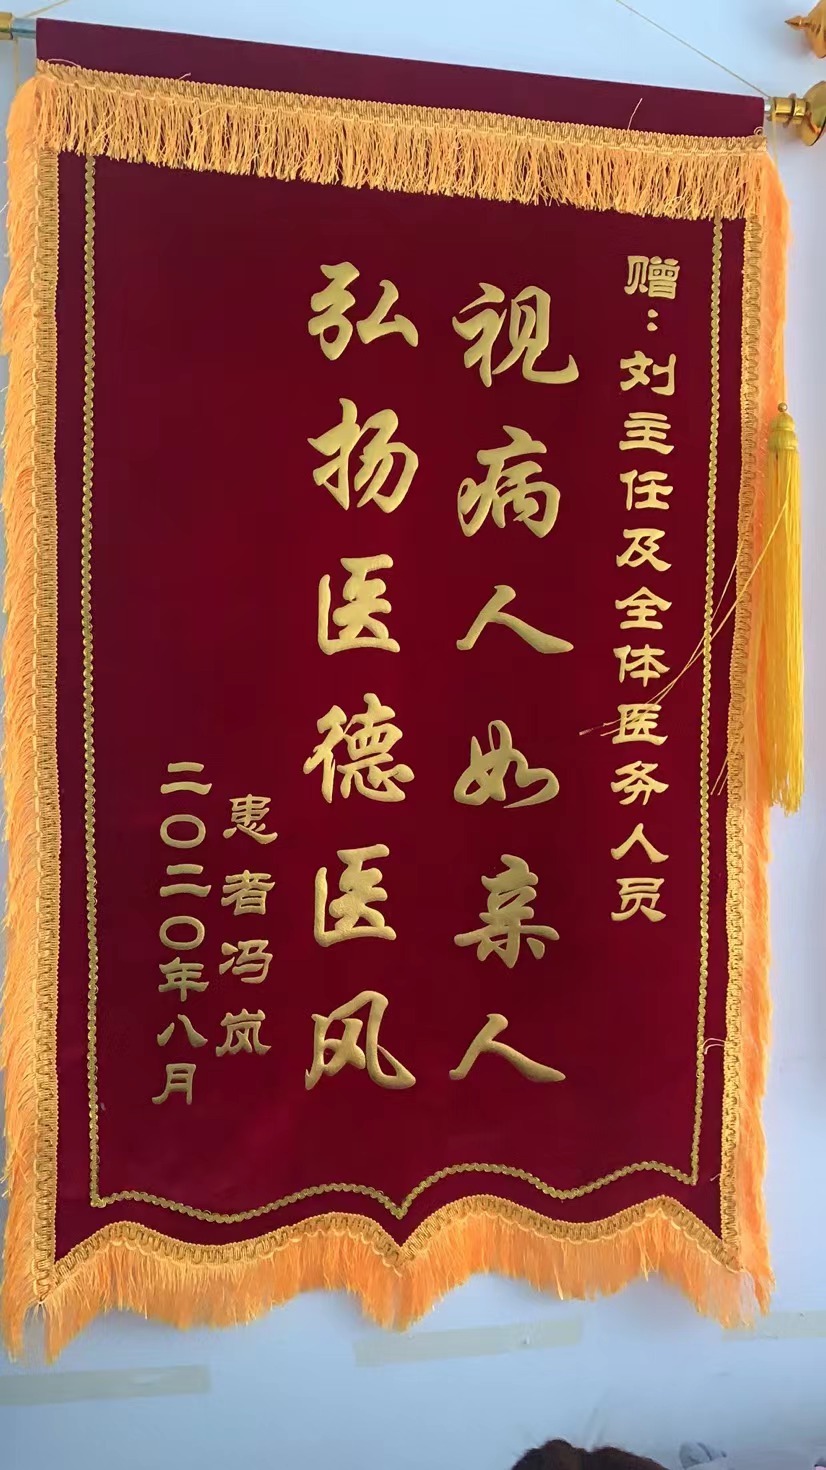 赠：刘主任及全体医务人员
视病人如亲人
弘扬医德医风
患者冯岚
二〇二〇年八月